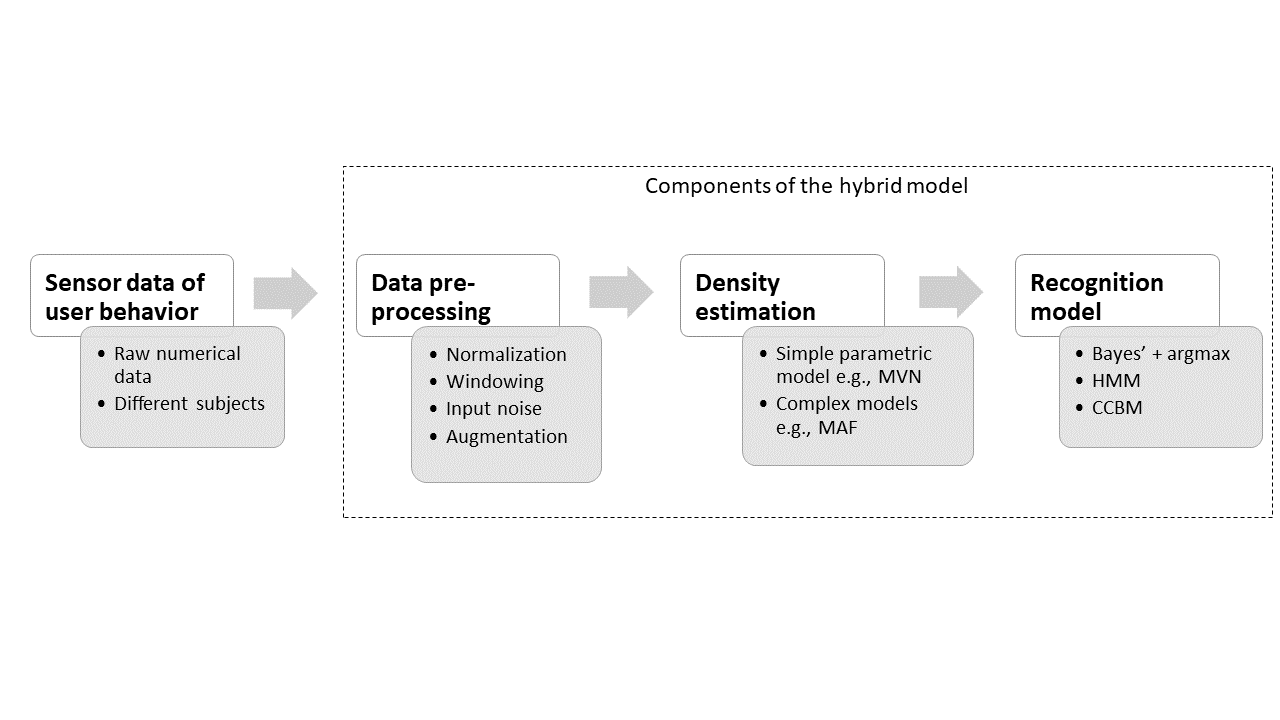 Components of the hybrid model
Sensor data of
user behavior
• Raw numerical
data
• Different subjects
Data pre-
processing
• Normalization
• Windowing
• Input noise
• Augmentation
Density
estimation
• Simple parametric
model e.g., MVN
• Complex models
e.g., MAF
Recognition
model
• Bayes’ + argmax
• HMM
• CCBM